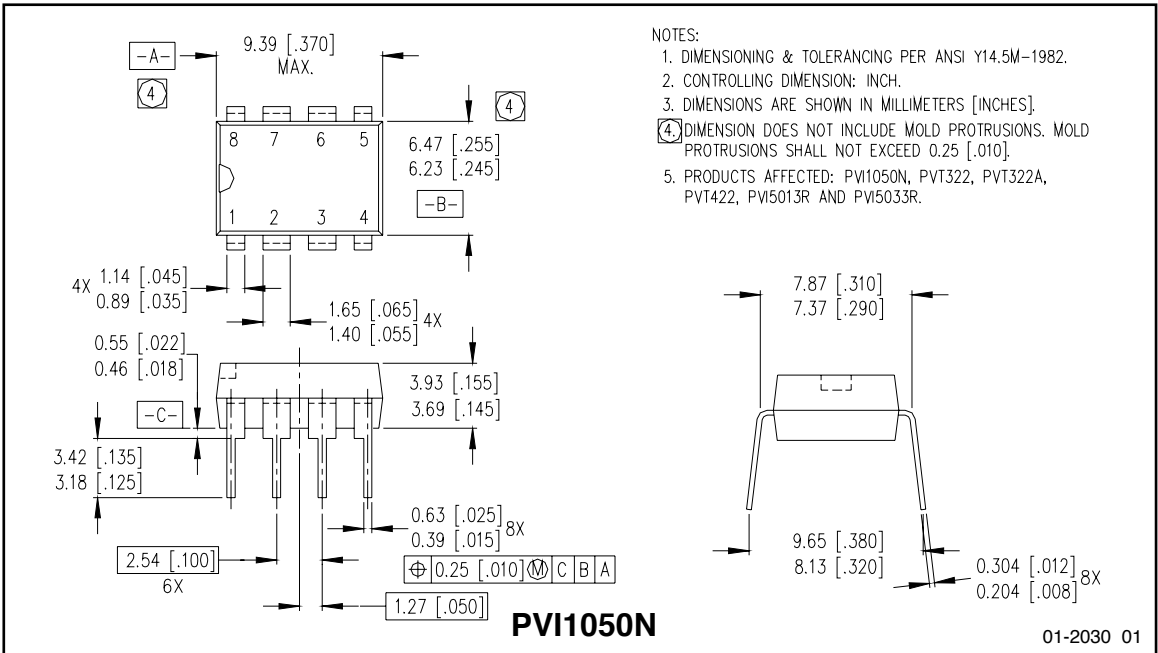 -A-
9.39 [.370]
MAX.
4
4
8 7 6 5
1 2 3 4
6.47 [.255]
6.23 [.245]
-B-
4X 1.14 [.045]
0.89 [.035]
1.65 [.065] 4X
1.40 [.055]
0.55 [.022]
0.46 [.018]
-C-
3.93 [.155]
3.69 [.145]
3.42 [.135]
3.18 [.125]
0.63 [.025] 8X
0.39 [.015]
2.54 [.100]
6X
⌖ 0.25 [.010] Ⓜ C B A
1.27 [.050]
NOTES:
1. DIMENSIONING & TOLERANCING PER ANSI Y14.5M-1982.
2. CONTROLLING DIMENSION: INCH.
3. DIMENSIONS ARE SHOWN IN MILLIMETERS [INCHES].
4. DIMENSION DOES NOT INCLUDE MOLD PROTRUSIONS. MOLD
PROTRUSIONS SHALL NOT EXCEED 0.25 [.010].
5. PRODUCTS AFFECTED: PVI1050N, PVT322, PVT322A,
PVT422, PVI5013R AND PVI5033R.
7.87 [.310]
7.37 [.290]
9.65 [.380]
8.13 [.320]
0.304 [.012] 8X
0.204 [.008]
PVI1050N
01-2030 01